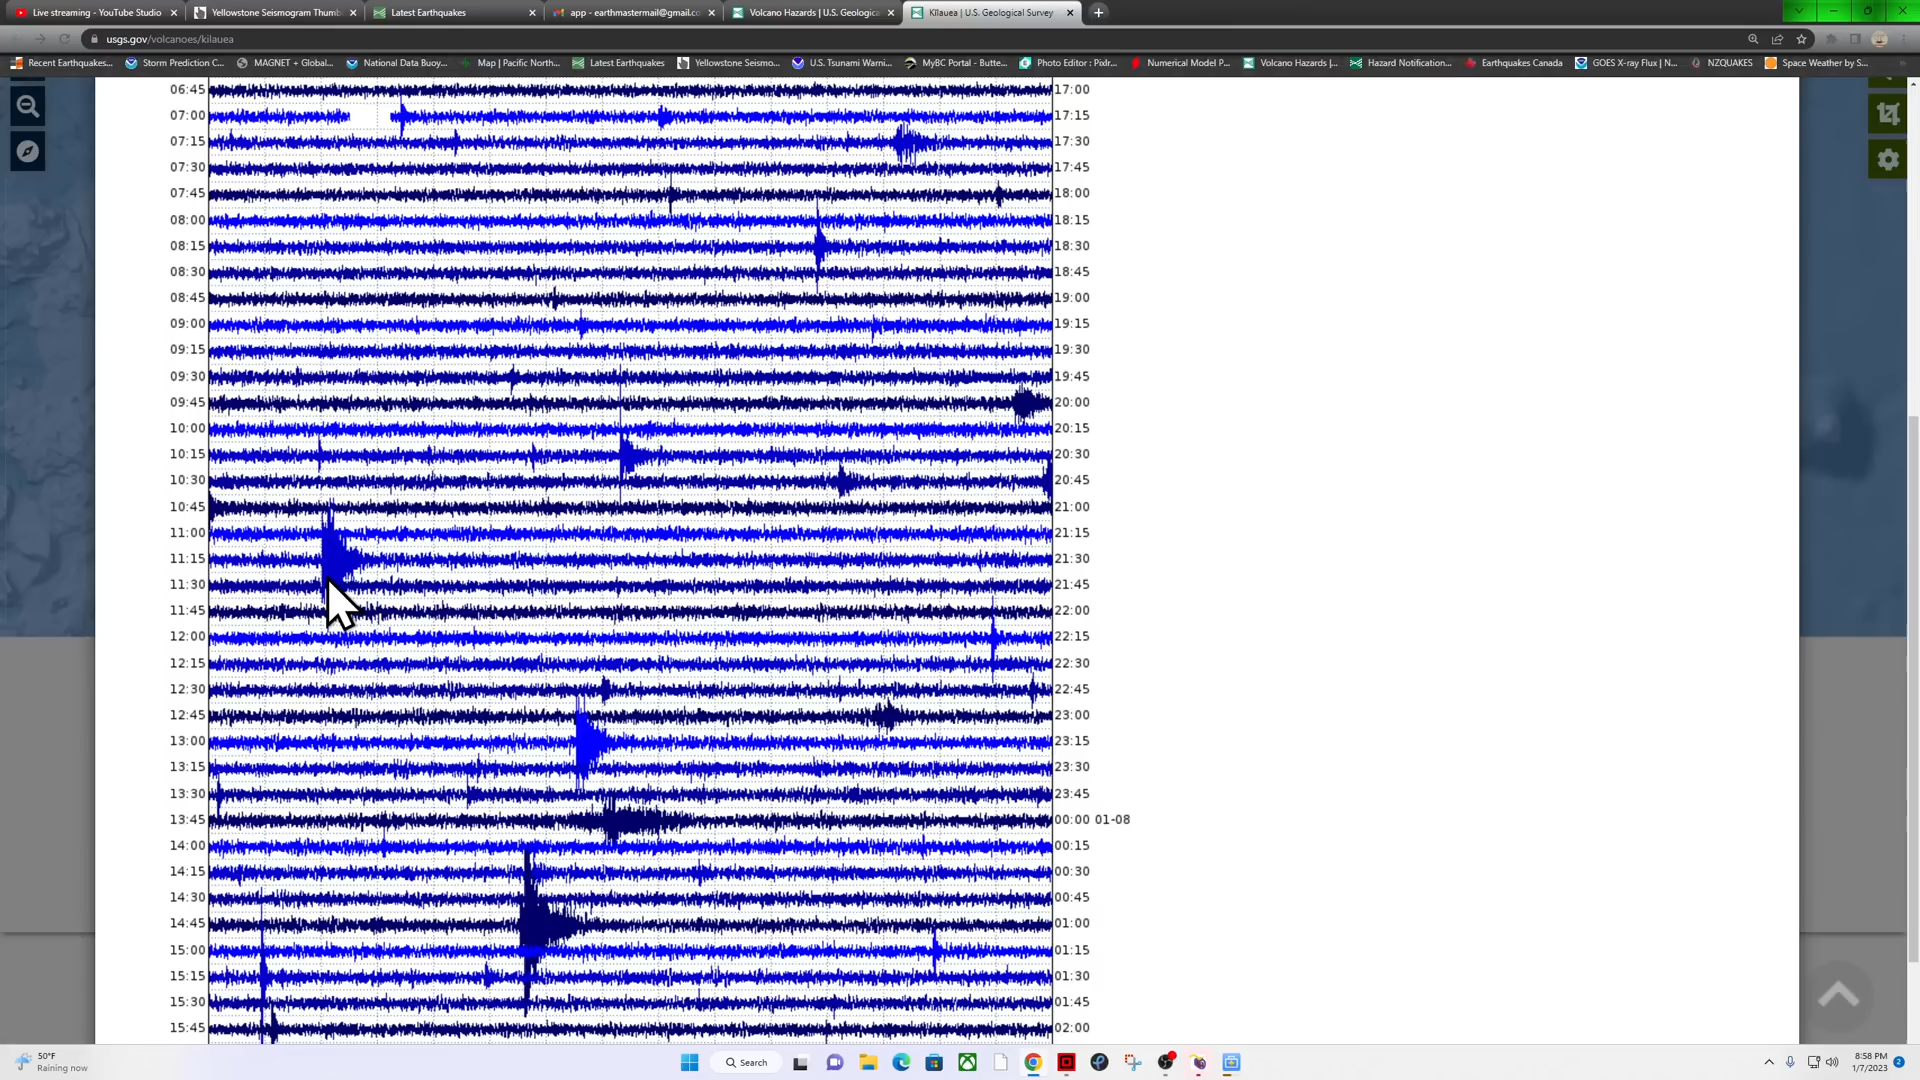 Live streaming - YouTube Studio
Yellowstone Seismogram Thumb
Latest Earthquakes
app - earthmastermail@gmail.co
Volcano Hazards | U.S. Geologica
Kīlauea | U.S. Geological Survey
usgs.gov/volcanoes/kilauea
Recent Earthquakes...
Storm Prediction C...
MAGNET + Global...
National Data Buoy...
Map | Pacific North...
Latest Earthquakes
Yellowstone Seismo...
U.S. Tsunami Warni...
MyBC Portal - Butte...
Photo Editor : Pixlr...
Numerical Model P...
Volcano Hazards |...
Hazard Notification...
Earthquakes Canada
GOES X-ray Flux | N...
NZQUAKES
Space Weather by S...
06:45 17:00
07:00 17:15
07:15 17:30
07:30 17:45
07:45 18:00
08:00 18:15
08:15 18:30
08:30 18:45
08:45 19:00
09:00 19:15
09:15 19:30
09:30 19:45
09:45 20:00
10:00 20:15
10:15 20:30
10:30 20:45
10:45 21:00
11:00 21:15
11:15 21:30
11:30 21:45
11:45 22:00
12:00 22:15
12:15 22:30
12:30 22:45
12:45 23:00
13:00 23:15
13:15 23:30
13:30 23:45
13:45 00:00 01-08
14:00 00:15
14:15 00:30
14:30 00:45
14:45 01:00
15:00 01:15
15:15 01:30
15:30 01:45
15:45 02:00
50°F
Raining now
Search
8:58 PM
1/7/2023
2